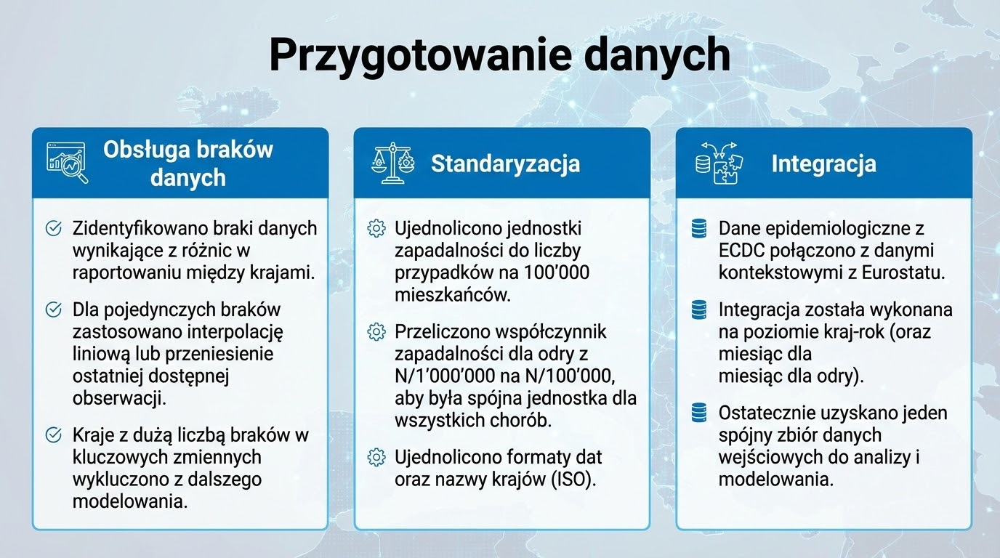 Przygotowanie danych
Obsługa braków
danych
Zidentyfikowano braki danych
wynikające z różnic w
raportowaniu między krajami.
Dla pojedynczych braków
zastosowano interpolację
liniową lub przeniesienie
ostatniej dostępnej
obserwacji.
Kraje z dużą liczbą braków w
kluczowych zmiennych
wykluczono z dalszego
modelowania.
Standaryzacja
Ujednolicono jednostki
zapadalności do liczby
przypadków na 100’000
mieszkańców.
Przeliczono współczynnik
zapadalności dla odry z
N/1’000’000 na N/100’000,
aby była spójna jednostka dla
wszystkich chorób.
Ujednolicono formaty dat
oraz nazwy krajów (ISO).
Integracja
Dane epidemiologiczne z
ECDC połączono z danymi
kontekstowymi z Eurostatu.
Integracja została wykonana
na poziomie kraj-rok (oraz
miesiąc dla
miesiąc dla odry).
Ostatecznie uzyskano jeden
spójny zbiór danych
wejściowych do analizy i
modelowania.